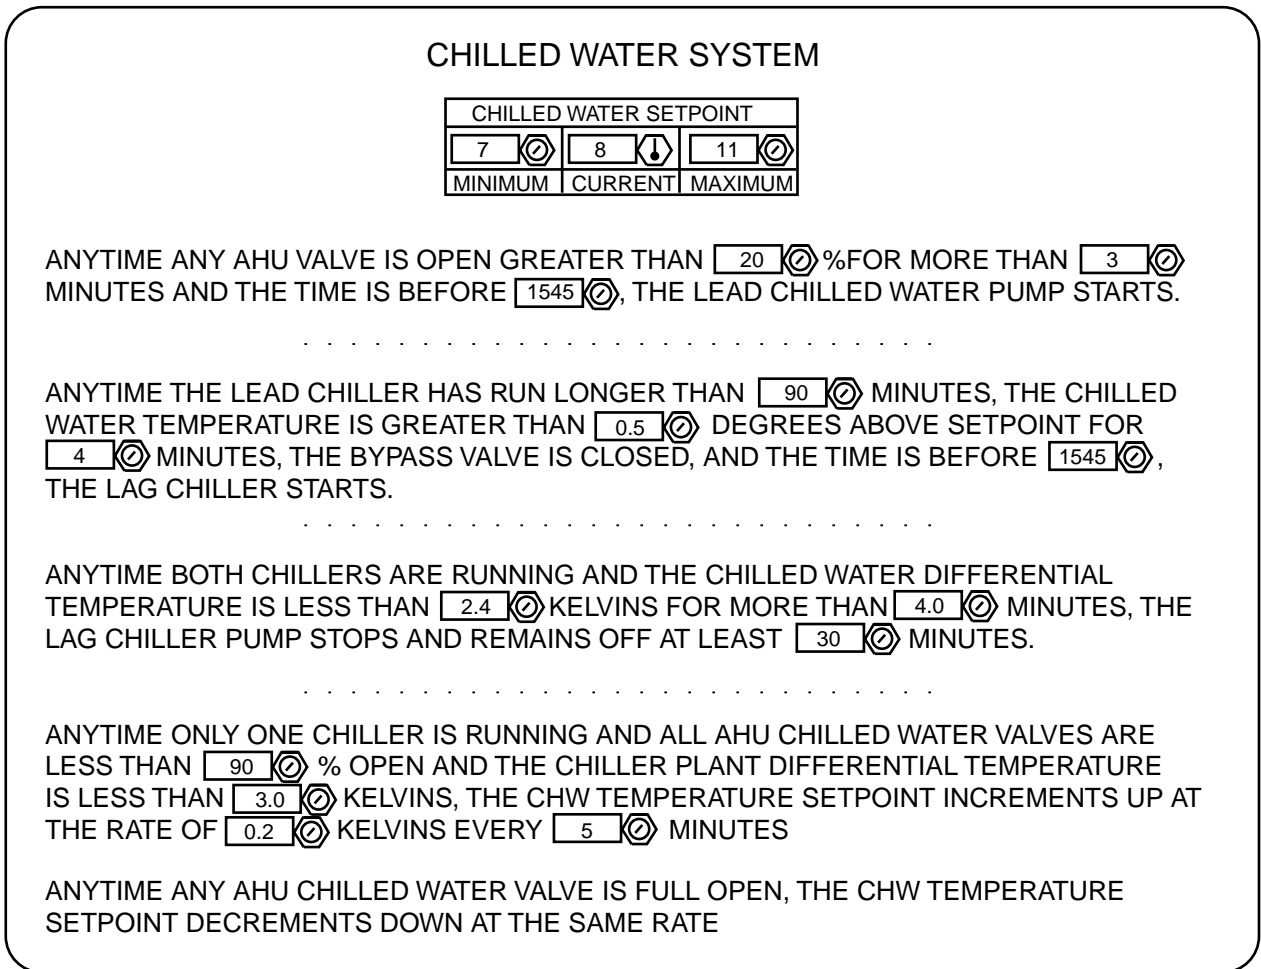 CHILLED WATER SYSTEM
CHILLED WATER SETPOINT
7 8 11
MINIMUM CURRENT MAXIMUM
ANYTIME ANY AHU VALVE IS OPEN GREATER THAN 20 %FOR MORE THAN 3
MINUTES AND THE TIME IS BEFORE 1545 , THE LEAD CHILLED WATER PUMP STARTS.
. . . . . . . . . . . . . . . . . . . . . . . . . . .
ANYTIME THE LEAD CHILLER HAS RUN LONGER THAN 90 MINUTES, THE CHILLED
WATER TEMPERATURE IS GREATER THAN 0.5 DEGREES ABOVE SETPOINT FOR
4 MINUTES, THE BYPASS VALVE IS CLOSED, AND THE TIME IS BEFORE 1545 ,
THE LAG CHILLER STARTS.
. . . . . . . . . . . . . . . . . . . . . . . . . . .
ANYTIME BOTH CHILLERS ARE RUNNING AND THE CHILLED WATER DIFFERENTIAL
TEMPERATURE IS LESS THAN 2.4 KELVINS FOR MORE THAN 4.0 MINUTES, THE
LAG CHILLER PUMP STOPS AND REMAINS OFF AT LEAST 30 MINUTES.
. . . . . . . . . . . . . . . . . . . . . . . . . . .
ANYTIME ONLY ONE CHILLER IS RUNNING AND ALL AHU CHILLED WATER VALVES ARE
LESS THAN 90 % OPEN AND THE CHILLER PLANT DIFFERENTIAL TEMPERATURE
IS LESS THAN 3.0 KELVINS, THE CHW TEMPERATURE SETPOINT INCREMENTS UP AT
THE RATE OF 0.2 KELVINS EVERY 5 MINUTES
ANYTIME ANY AHU CHILLED WATER VALVE IS FULL OPEN, THE CHW TEMPERATURE
SETPOINT DECREMENTS DOWN AT THE SAME RATE